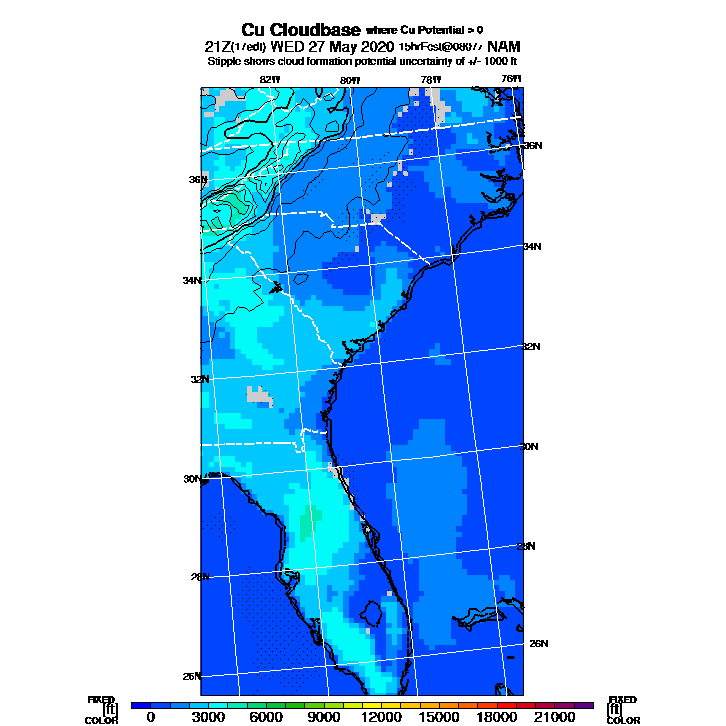 Cu Cloudbase where Cu Potential > 0
21Z(17edt) WED 27 May 2020 15hrFcst@0807z NAM
Stipple shows cloud formation potential uncertainty of +/- 1000 ft
82W 80W 78W 76W
36N
36N
34N
34N
32N
32N
30N
30N
28N
28N
26N
26N
FIXED FIXED
[ft] [ft]
COLOR 0 3000 6000 9000 12000 15000 18000 21000 COLOR